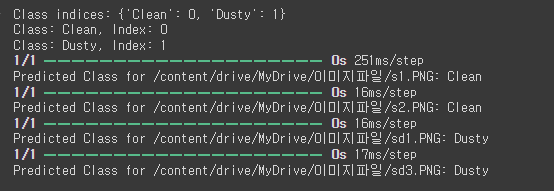 Class indices: {'Clean': 0, 'Dusty': 1}
Class: Clean, Index: 0
Class: Dusty, Index: 1
1/1 ━━━━━━━━━━━━━━━━━━━━ 0s 251ms/step
Predicted Class for /content/drive/MyDrive/이미지파일/s1.PNG: Clean
1/1 ━━━━━━━━━━━━━━━━━━━━ 0s 16ms/step
Predicted Class for /content/drive/MyDrive/이미지파일/s2.PNG: Clean
1/1 ━━━━━━━━━━━━━━━━━━━━ 0s 16ms/step
Predicted Class for /content/drive/MyDrive/이미지파일/sd1.PNG: Dusty
1/1 ━━━━━━━━━━━━━━━━━━━━ 0s 17ms/step
Predicted Class for /content/drive/MyDrive/이미지파일/sd3.PNG: Dusty